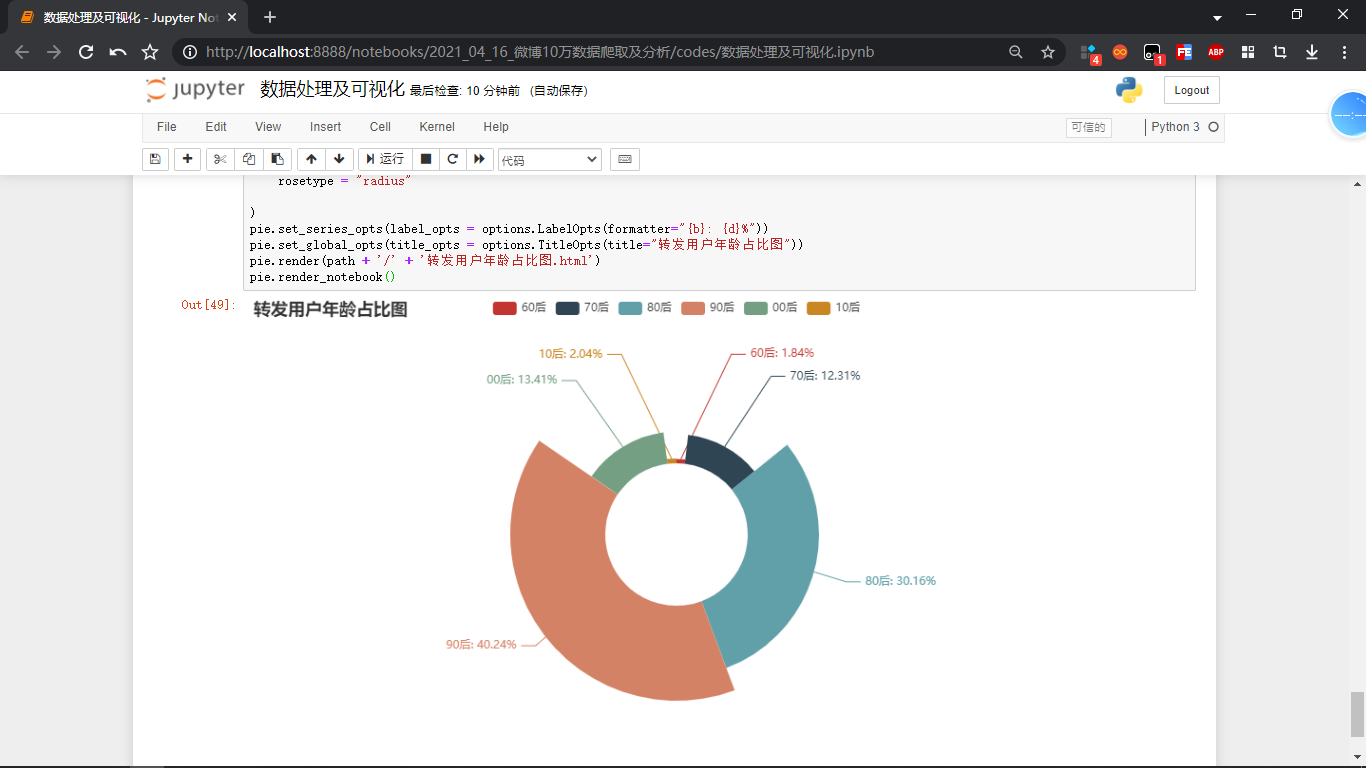 数据处理及可视化 - Jupyter Not
http://localhost:8888/notebooks/2021_04_16_微博10万数据爬取及分析/codes/数据处理及可视化.ipynb
4
1
FE
ABP
jupyter 数据处理及可视化 最后检查: 10 分钟前 (自动保存)
Logout
File Edit View Insert Cell Kernel Help
可信的
Python 3
运行
代码
--:--
rosetype = "radius"
)
pie.set_series_opts(label_opts = options.LabelOpts(formatter="{b}: {d}%"))
pie.set_global_opts(title_opts = options.TitleOpts(title="转发用户年龄占比图"))
pie.render(path + '/' + '转发用户年龄占比图.html')
pie.render_notebook()
Out[49]:
转发用户年龄占比图
60后 70后 80后 90后 00后 10后
10后: 2.04%
60后: 1.84%
00后: 13.41%
70后: 12.31%
80后: 30.16%
90后: 40.24%